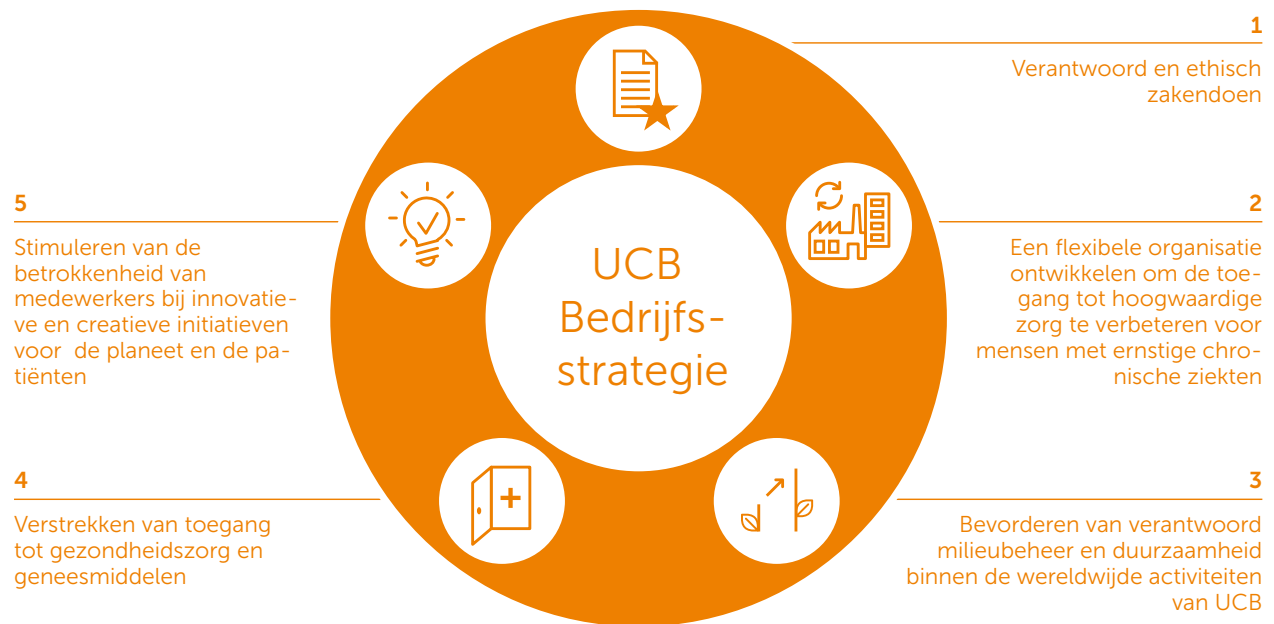 UCB
Bedrijfs-
strategie
1
Verantwoord en ethisch
zakendoen
2
Een flexibele organisatie
ontwikkelen om de toe-
gang tot hoogwaardige
zorg te verbeteren voor
mensen met ernstige chro-
nische ziekten
3
Bevorderen van verantwoord
milieubeheer en duurzaamheid
binnen de wereldwijde activiteiten
van UCB
4
Verstrekken van toegang
tot gezondheidszorg en
geneesmiddelen
5
Stimuleren van de
betrokkenheid van
medewerkers bij innovatie-
ve en creatieve initiatieven
voor  de planeet en de pa-
tiënten